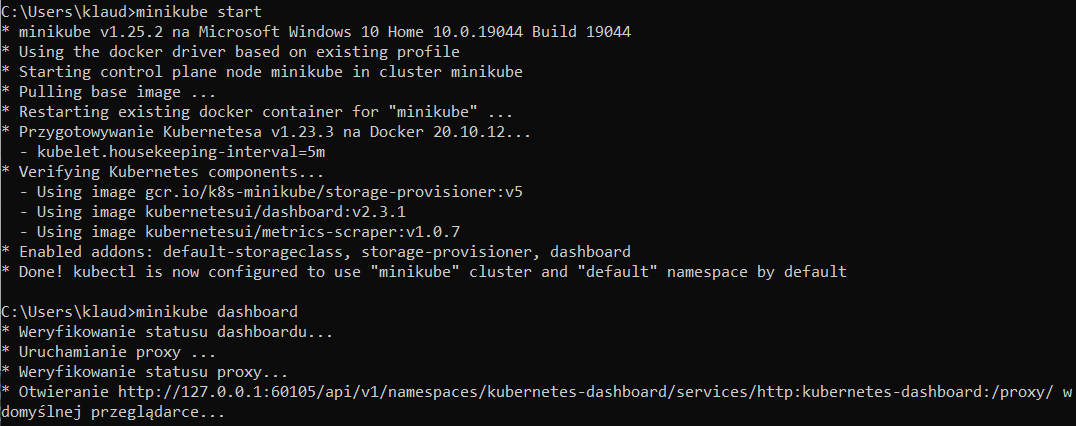 C:\Users\klaud>minikube start
* minikube v1.25.2 na Microsoft Windows 10 Home 10.0.19044 Build 19044
* Using the docker driver based on existing profile
* Starting control plane node minikube in cluster minikube
* Pulling base image ...
* Restarting existing docker container for "minikube" ...
* Przygotowywanie Kubernetesa v1.23.3 na Docker 20.10.12...
  - kubelet.housekeeping-interval=5m
* Verifying Kubernetes components...
  - Using image gcr.io/k8s-minikube/storage-provisioner:v5
  - Using image kubernetesui/dashboard:v2.3.1
  - Using image kubernetesui/metrics-scraper:v1.0.7
* Enabled addons: default-storageclass, storage-provisioner, dashboard
* Done! kubectl is now configured to use "minikube" cluster and "default" namespace by default
C:\Users\klaud>minikube dashboard
* Weryfikowanie statusu dashboardu...
* Uruchamianie proxy ...
* Weryfikowanie statusu proxy...
* Otwieranie http://127.0.0.1:60105/api/v1/namespaces/kubernetes-dashboard/services/http:kubernetes-dashboard:/proxy/ w
domyślnej przeglądarce...